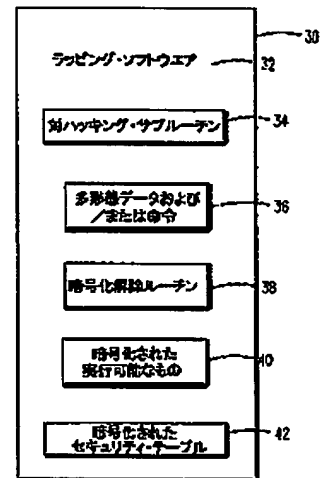 30
ラッピング・ソフトウエア
32
対ハッキング・サブルーチン
34
多形態データおよび
／または命令
36
暗号化解除ルーチン
38
暗号化された
実行可能なもの
40
暗号化された
セキュリティ・テーブル
42